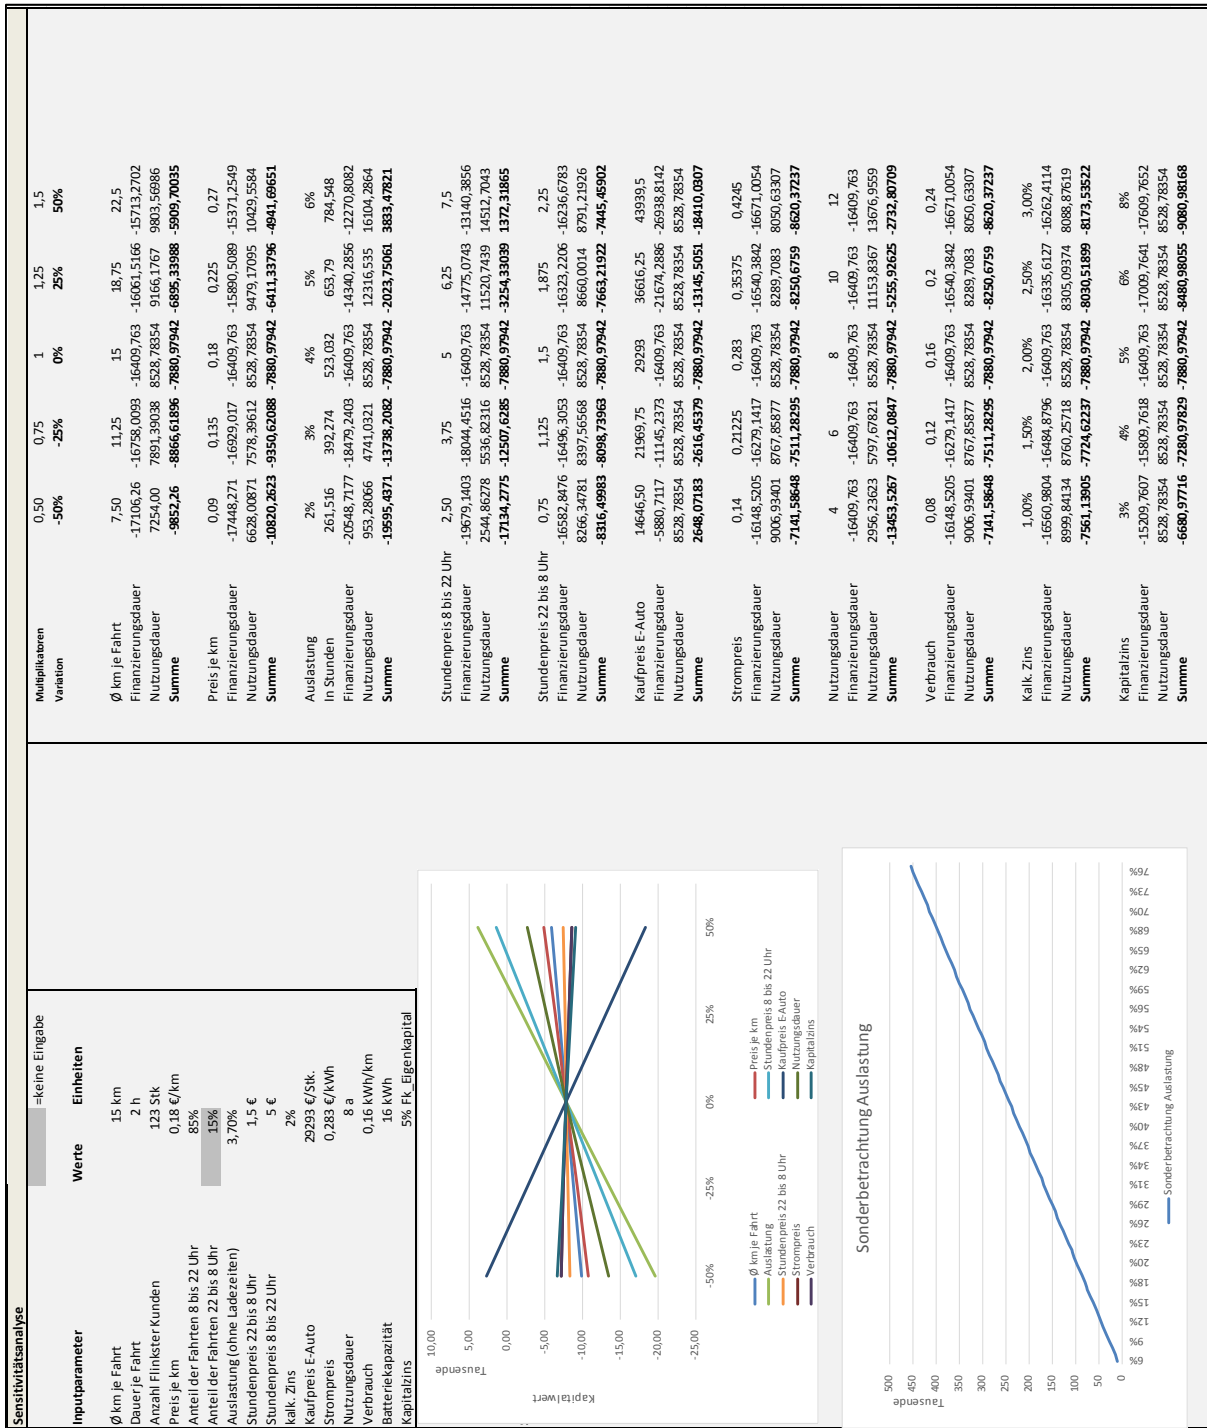 Sensitivitätsanalyse
=keine Eingabe
Inputparameter Werte Einheiten
Ø km je Fahrt 15 km
Dauer je Fahrt 2 h
Anzahl Flinkster Kunden 123 Stk
Preis je km 0,18 €/km
Anteil der Fahrten 8 bis 22 Uhr 85%
Anteil der Fahrten 22 bis 8 Uhr 15%
Auslastung (ohne Ladezeiten) 3,70%
Stundenpreis 22 bis 8 Uhr 1,5 €
Stundenpreis 8 bis 22 Uhr 5 €
kalk. Zins 2%
Kaufpreis E-Auto 29293 €/Stk.
Strompreis 0,283 €/kWh
Nutzungsdauer 8 a
Verbrauch 0,16 kWh/km
Batteriekapazität 16 kWh
Kapitalzins 5% Fk_Eigenkapital
Tausende
Kapitalwert
10,00
5,00
0,00
-5,00
-10,00
-15,00
-20,00
-25,00
-50% -25% 0% 25% 50%
Ø km je Fahrt Preis je km
Auslastung Stundenpreis 8 bis 22 Uhr
Stundenpreis 22 bis 8 Uhr Kaufpreis E-Auto
Strompreis Nutzungsdauer
Verbrauch Kapitalzins
Sonderbetrachtung Auslastung
Tausende
500
450
400
350
300
250
200
150
100
50
0
6% 9% 12% 15% 18% 20% 23% 26% 29% 31% 34% 37% 40% 43% 45% 48% 51% 54% 56% 59% 62% 65% 68% 70% 73% 76%
Sonderbetrachtung Auslastung
Multiplikatoren 0,50 0,75 1 1,25 1,5
Variation -50% -25% 0% 25% 50%
Ø km je Fahrt 7,50 11,25 15 18,75 22,5
Finanzierungsdauer -17106,26 -16758,0093 -16409,763 -16061,5166 -15713,2702
Nutzungsdauer 7254,00 7891,39038 8528,78354 9166,1767 9803,56986
Summe -9852,26 -8866,61896 -7880,97942 -6895,33988 -5909,70035
Preis je km 0,09 0,135 0,18 0,225 0,27
Finanzierungsdauer -17448,271 -16929,017 -16409,763 -15890,5089 -15371,2549
Nutzungsdauer 6628,00871 7578,39612 8528,78354 9479,17095 10429,5584
Summe -10820,2623 -9350,62088 -7880,97942 -6411,33796 -4941,69651
Auslastung 2% 3% 4% 5% 6%
In Stunden 261,516 392,274 523,032 653,79 784,548
Finanzierungsdauer -20548,7177 -18479,2403 -16409,763 -14340,2856 -12270,8082
Nutzungsdauer 953,28066 4741,0321 8528,78354 12316,535 16104,2864
Summe -19595,4371 -13738,2082 -7880,97942 -2023,75061 3833,47821
Stundenpreis 8 bis 22 Uhr 2,50 3,75 5 6,25 7,5
Finanzierungsdauer -19679,1403 -18044,4516 -16409,763 -14775,0743 -13140,3856
Nutzungsdauer 2544,86278 5536,82316 8528,78354 11520,7439 14512,7043
Summe -17134,2775 -12507,6285 -7880,97942 -3254,33039 1372,31865
Stundenpreis 22 bis 8 Uhr 0,75 1,125 1,5 1,875 2,25
Finanzierungsdauer -16582,8476 -16496,3053 -16409,763 -16323,2206 -16236,6783
Nutzungsdauer 8266,34781 8397,56568 8528,78354 8660,0014 8791,21926
Summe -8316,49983 -8098,73963 -7880,97942 -7663,21922 -7445,45902
Kaufpreis E-Auto 14646,50 21969,75 29293 36616,25 43939,5
Finanzierungsdauer -5880,7117 -11145,2373 -16409,763 -21674,2886 -26938,8142
Nutzungsdauer 8528,78354 8528,78354 8528,78354 8528,78354 8528,78354
Summe 2648,07183 -2616,45379 -7880,97942 -13145,5051 -18410,0307
Strompreis 0,14 0,21225 0,283 0,35375 0,4245
Finanzierungsdauer -16148,5205 -16279,1417 -16409,763 -16540,3842 -16671,0054
Nutzungsdauer 9006,93401 8767,85877 8528,78354 8289,7083 8050,63307
Summe -7141,58648 -7511,28295 -7880,97942 -8250,6759 -8620,37237
Nutzungsdauer 4 6 8 10 12
Finanzierungsdauer -16409,763 -16409,763 -16409,763 -16409,763 -16409,763
Nutzungsdauer 2956,23623 5797,67821 8528,78354 11153,8367 13676,9559
Summe -13453,5267 -10612,0847 -7880,97942 -5255,92625 -2732,80709
Verbrauch 0,08 0,12 0,16 0,2 0,24
Finanzierungsdauer -16148,5205 -16279,1417 -16409,763 -16540,3842 -16671,0054
Nutzungsdauer 9006,93401 8767,85877 8528,78354 8289,7083 8050,63307
Summe -7141,58648 -7511,28295 -7880,97942 -8250,6759 -8620,37237
Kalk. Zins 1,00% 1,50% 2,00% 2,50% 3,00%
Finanzierungsdauer -16560,9804 -16484,8796 -16409,763 -16335,6127 -16262,4114
Nutzungsdauer 8999,84134 8760,25718 8528,78354 8305,09374 8088,87619
Summe -7561,13905 -7724,62237 -7880,97942 -8030,51899 -8173,53522
Kapitalzins 3% 4% 5% 6% 8%
Finanzierungsdauer -15209,7607 -15809,7618 -16409,763 -17009,7641 -17609,7652
Nutzungsdauer 8528,78354 8528,78354 8528,78354 8528,78354 8528,78354
Summe -6680,97716 -7280,97829 -7880,97942 -8480,98055 -9080,98168